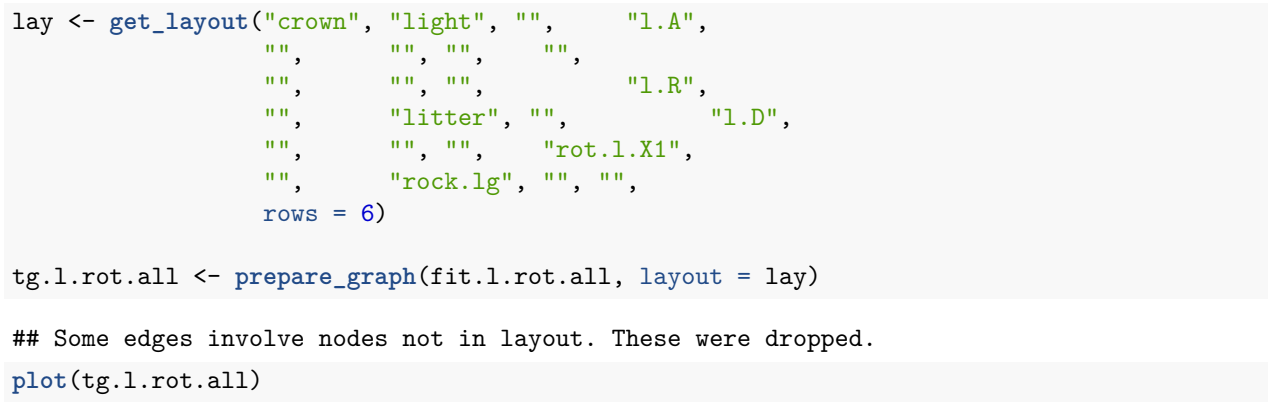 lay <- get_layout("crown", "light", "",     "l.A",
                  "",      "", "",    "",
                  "",      "", "",         "l.R",
                  "",      "litter", "",         "l.D",
                  "",      "", "",    "rot.l.X1",
                  "",      "rock.lg", "", "",
                  rows = 6)
tg.l.rot.all <- prepare_graph(fit.l.rot.all, layout = lay)
## Some edges involve nodes not in layout. These were dropped.
plot(tg.l.rot.all)